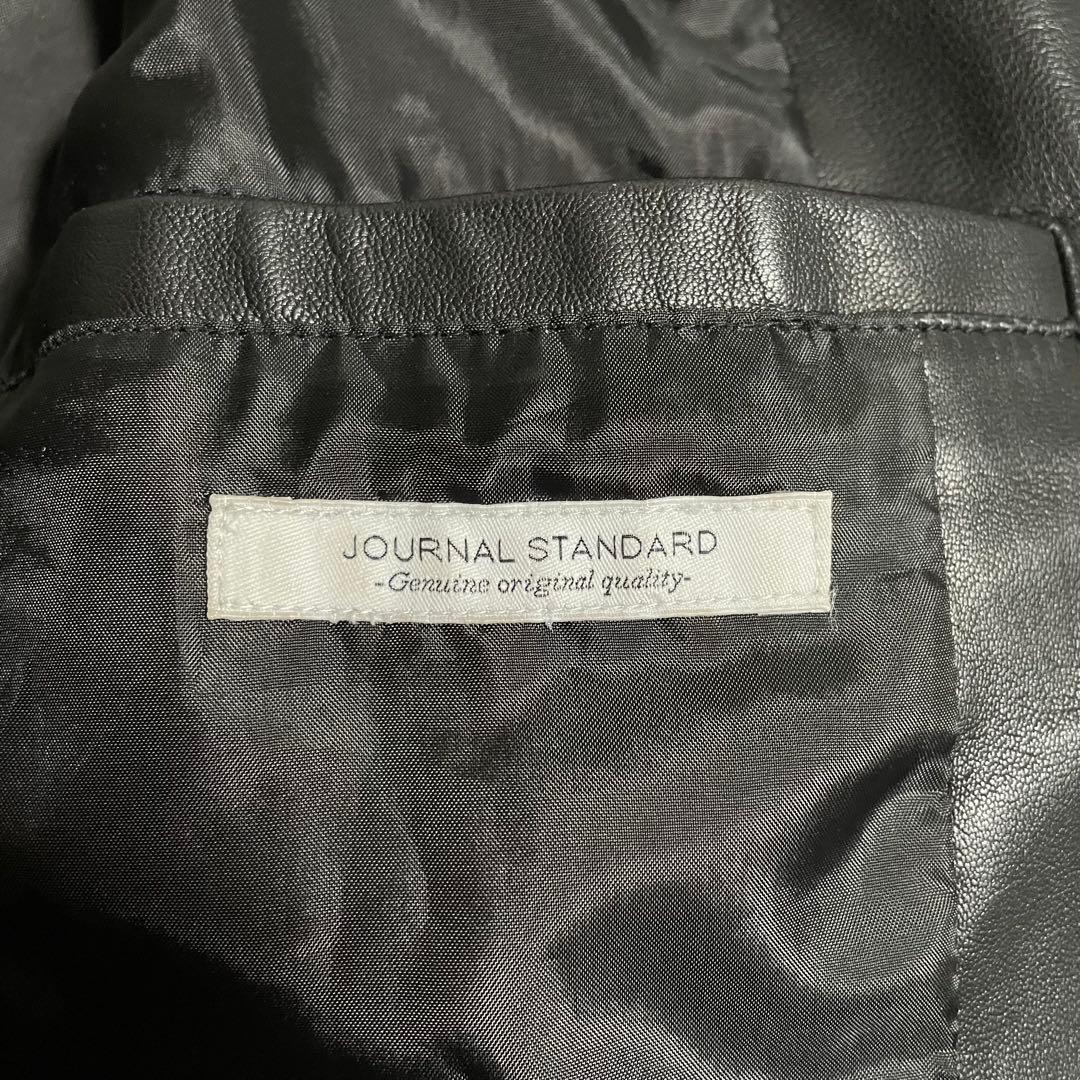 JOURNAL STANDARD
-Genuine original quality-